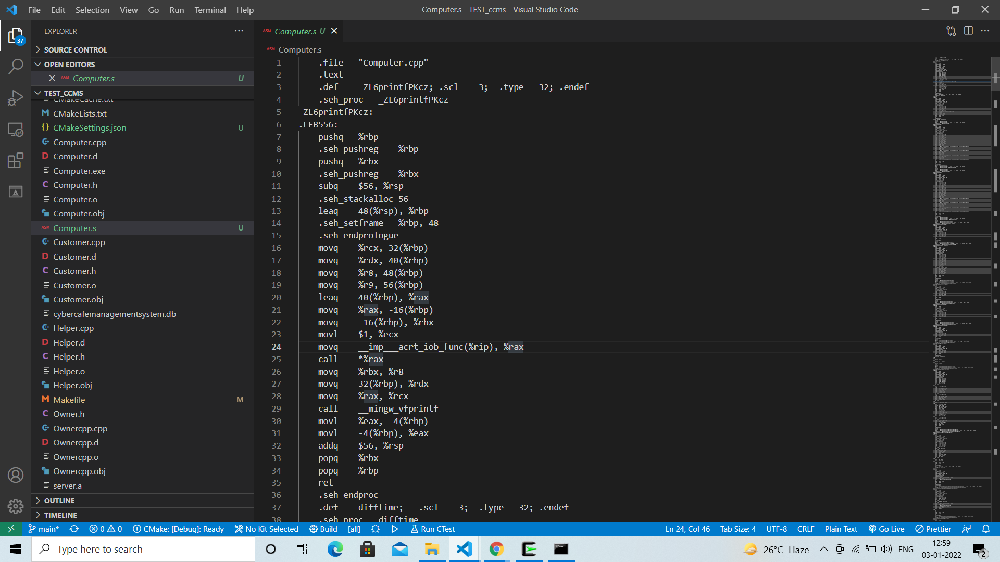 File Edit Selection View Go Run Terminal Help
Computer.s - TEST_ccms - Visual Studio Code
EXPLORER
37
SOURCE CONTROL
OPEN EDITORS
ASM Computer.s U
TEST_CCMS
CMakeCache.txt
CMakeLists.txt
CMakeSettings.json U
Computer.cpp
Computer.d
Computer.exe
Computer.h
Computer.o
Computer.obj
ASM Computer.s U
Customer.cpp
Customer.d
Customer.h
Customer.o
Customer.obj
cybercafemanagementsystem.db
Helper.cpp
Helper.d
Helper.h
Helper.o
Helper.obj
Makefile M
Owner.h
Ownercpp.cpp
Ownercpp.d
Ownercpp.o
Ownercpp.obj
server.a
OUTLINE
TIMELINE
ASM Computer.s U
ASM Computer.s
1 .file "Computer.cpp"
2 .text
3 .def _ZL6printfPKcz; .scl 3; .type 32; .endef
4 .seh_proc _ZL6printfPKcz
5 _ZL6printfPKcz:
6 .LFB556:
7 pushq %rbp
8 .seh_pushreg %rbp
9 pushq %rbx
10 .seh_pushreg %rbx
11 subq $56, %rsp
12 .seh_stackalloc 56
13 leaq 48(%rsp), %rbp
14 .seh_setframe %rbp, 48
15 .seh_endprologue
16 movq %rcx, 32(%rbp)
17 movq %rdx, 40(%rbp)
18 movq %r8, 48(%rbp)
19 movq %r9, 56(%rbp)
20 leaq 40(%rbp), %rax
21 movq %rax, -16(%rbp)
22 movq -16(%rbp), %rbx
23 movl $1, %ecx
24 movq __imp___acrt_iob_func(%rip), %rax
25 call *%rax
26 movq %rbx, %r8
27 movq 32(%rbp), %rdx
28 movq %rax, %rcx
29 call __mingw_vfprintf
30 movl %eax, -4(%rbp)
31 movl -4(%rbp), %eax
32 addq $56, %rsp
33 popq %rbx
34 popq %rbp
35 ret
36 .seh_endproc
37 .def difftime; .scl 3; .type 32; .endef
38 .seh_proc difftime
main* 0 0 CMake: [Debug]: Ready No Kit Selected Build [all] Run CTest
Ln 24, Col 46 Tab Size: 4 UTF-8 CRLF Plain Text Go Live Prettier
Type here to search
26°C Haze ENG
12:59
03-01-2022
2